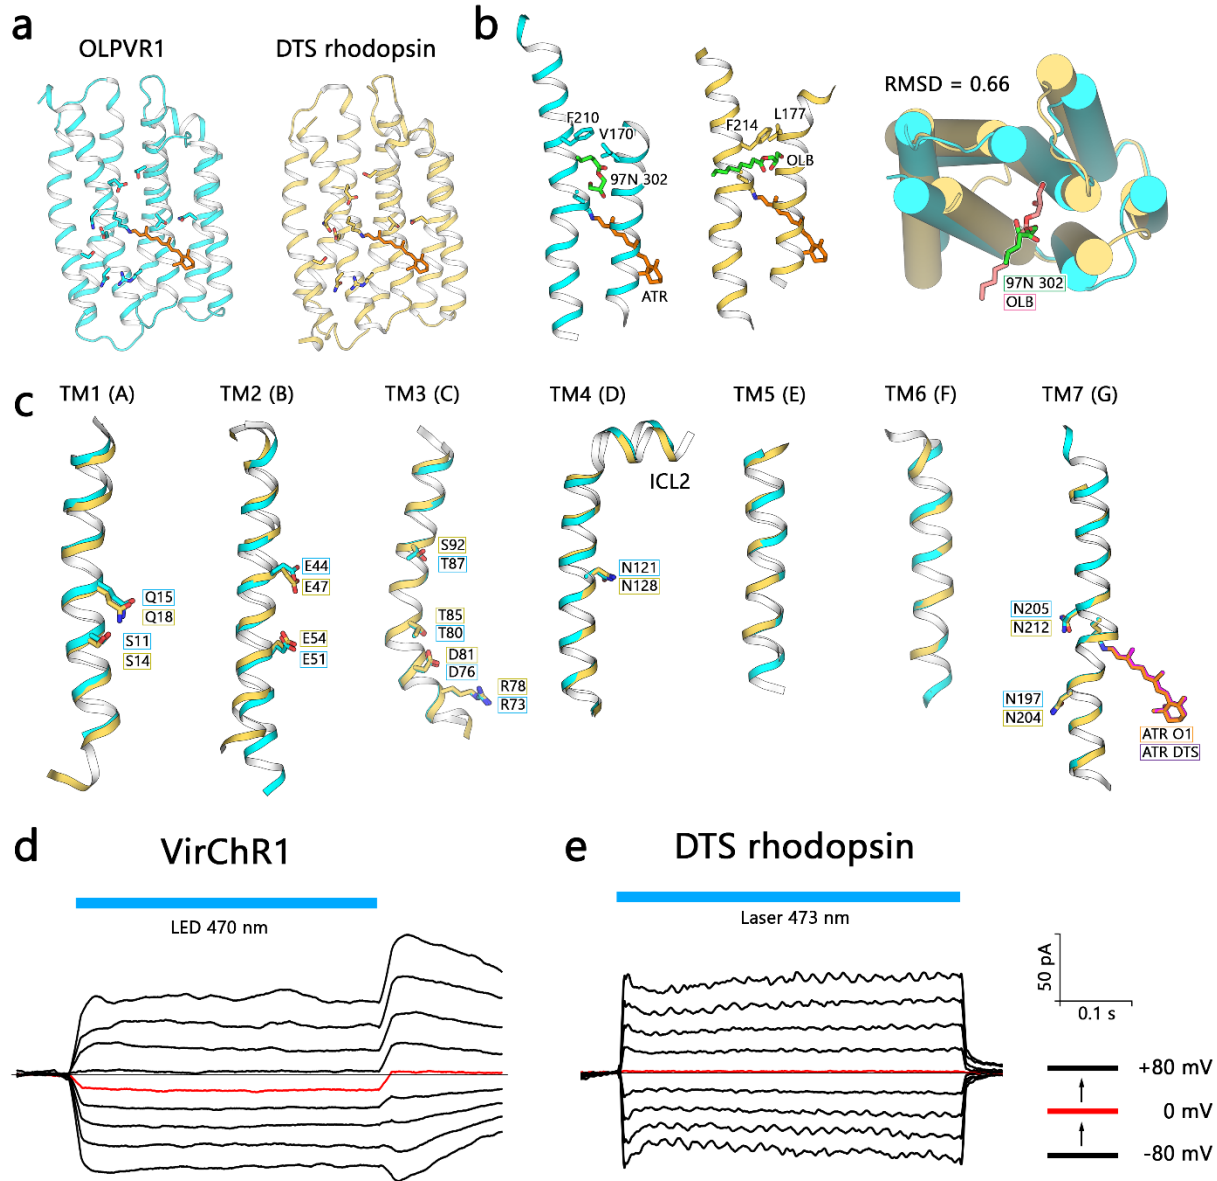 a
OLPVR1
DTS rhodopsin
b
F210
V170
97N 302
ATR
F214
L177
OLB
RMSD = 0.66
97N 302
OLB
c
TM1 (A)
TM2 (B)
TM3 (C)
TM4 (D)
TM5 (E)
TM6 (F)
TM7 (G)
Q15
Q18
S11
S14
E44
E47
E54
E51
S92
T87
T85
T80
D81
D76
R78
R73
ICL2
N121
N128
N205
N212
N197
N204
ATR O1
ATR DTS
d
VirChR1
LED 470 nm
e
DTS rhodopsin
Laser 473 nm
50 pA
0.1 s
+80 mV
0 mV
-80 mV